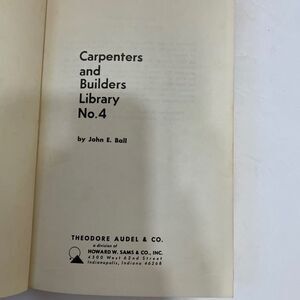 Carpenters
and
Builders
Library
No.4
by John E. Ball
THEODORE AUDEL & CO.
a division of
HOWARD W. SAMS & CO., INC.
4300 West 62nd Street
Indianapolis, Indiana 46268